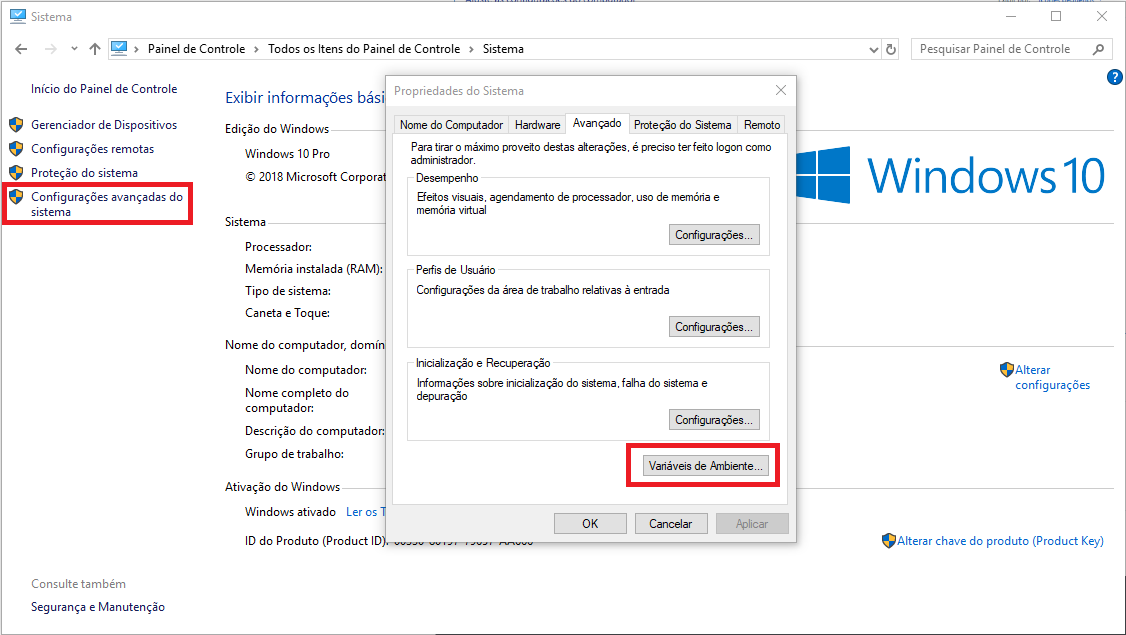 Sistema
Painel de Controle
Todos os Itens do Painel de Controle
Sistema
Pesquisar Painel de Controle
Início do Painel de Controle
Gerenciador de Dispositivos
Configurações remotas
Proteção do sistema
Configurações avançadas do
sistema
Consulte também
Segurança e Manutenção
Exibir informações bási
Edição do Windows
Windows 10 Pro
© 2018 Microsoft Corporat
Sistema
Processador:
Memória instalada (RAM):
Tipo de sistema:
Caneta e Toque:
Nome do computador, domín
Nome do computador:
Nome completo do
computador:
Descrição do computador:
Grupo de trabalho:
Ativação do Windows
Windows ativado Ler os T
ID do Produto (Product ID):
Propriedades do Sistema
Nome do Computador
Hardware
Avançado
Proteção do Sistema
Remoto
Para tirar o máximo proveito destas alterações, é preciso ter feito logon como
administrador.
Desempenho
Efeitos visuais, agendamento de processador, uso de memória e
memória virtual
Configurações...
Perfis de Usuário
Configurações da área de trabalho relativas à entrada
Configurações...
Inicialização e Recuperação
Informações sobre inicialização do sistema, falha do sistema e
depuração
Configurações...
Variáveis de Ambiente...
OK
Cancelar
Aplicar
?
Windows 10
Alterar
configurações
Alterar chave do produto (Product Key)